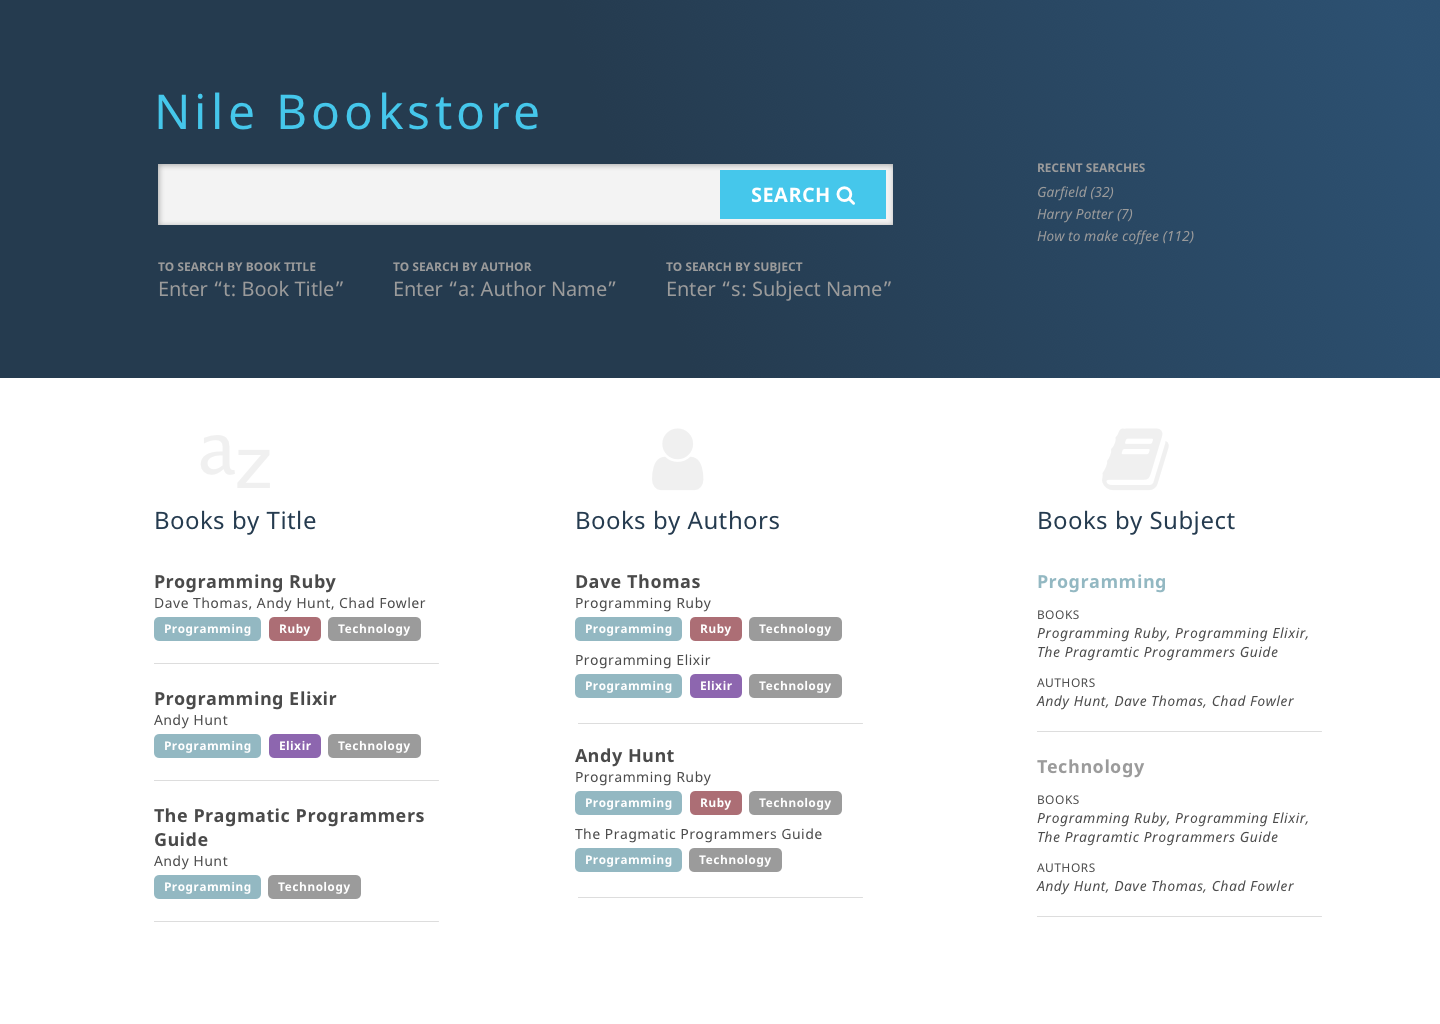 Nile Bookstore
SEARCH
RECENT SEARCHES
Garfield (32)
Harry Potter (7)
How to make coffee (112)
TO SEARCH BY BOOK TITLE
Enter “t: Book Title”
TO SEARCH BY AUTHOR
Enter “a: Author Name”
TO SEARCH BY SUBJECT
Enter “s: Subject Name”
az
Books by Title
Programming Ruby
Dave Thomas, Andy Hunt, Chad Fowler
Programming Ruby Technology
Programming Elixir
Andy Hunt
Programming Elixir Technology
The Pragmatic Programmers
Guide
Andy Hunt
Programming Technology
Books by Authors
Dave Thomas
Programming Ruby
Programming Ruby Technology
Programming Elixir
Programming Elixir Technology
Andy Hunt
Programming Ruby
Programming Ruby Technology
The Pragmatic Programmers Guide
Programming Technology
Books by Subject
Programming
BOOKS
Programming Ruby, Programming Elixir,
The Pragramtic Programmers Guide
AUTHORS
Andy Hunt, Dave Thomas, Chad Fowler
Technology
BOOKS
Programming Ruby, Programming Elixir,
The Pragramtic Programmers Guide
AUTHORS
Andy Hunt, Dave Thomas, Chad Fowler